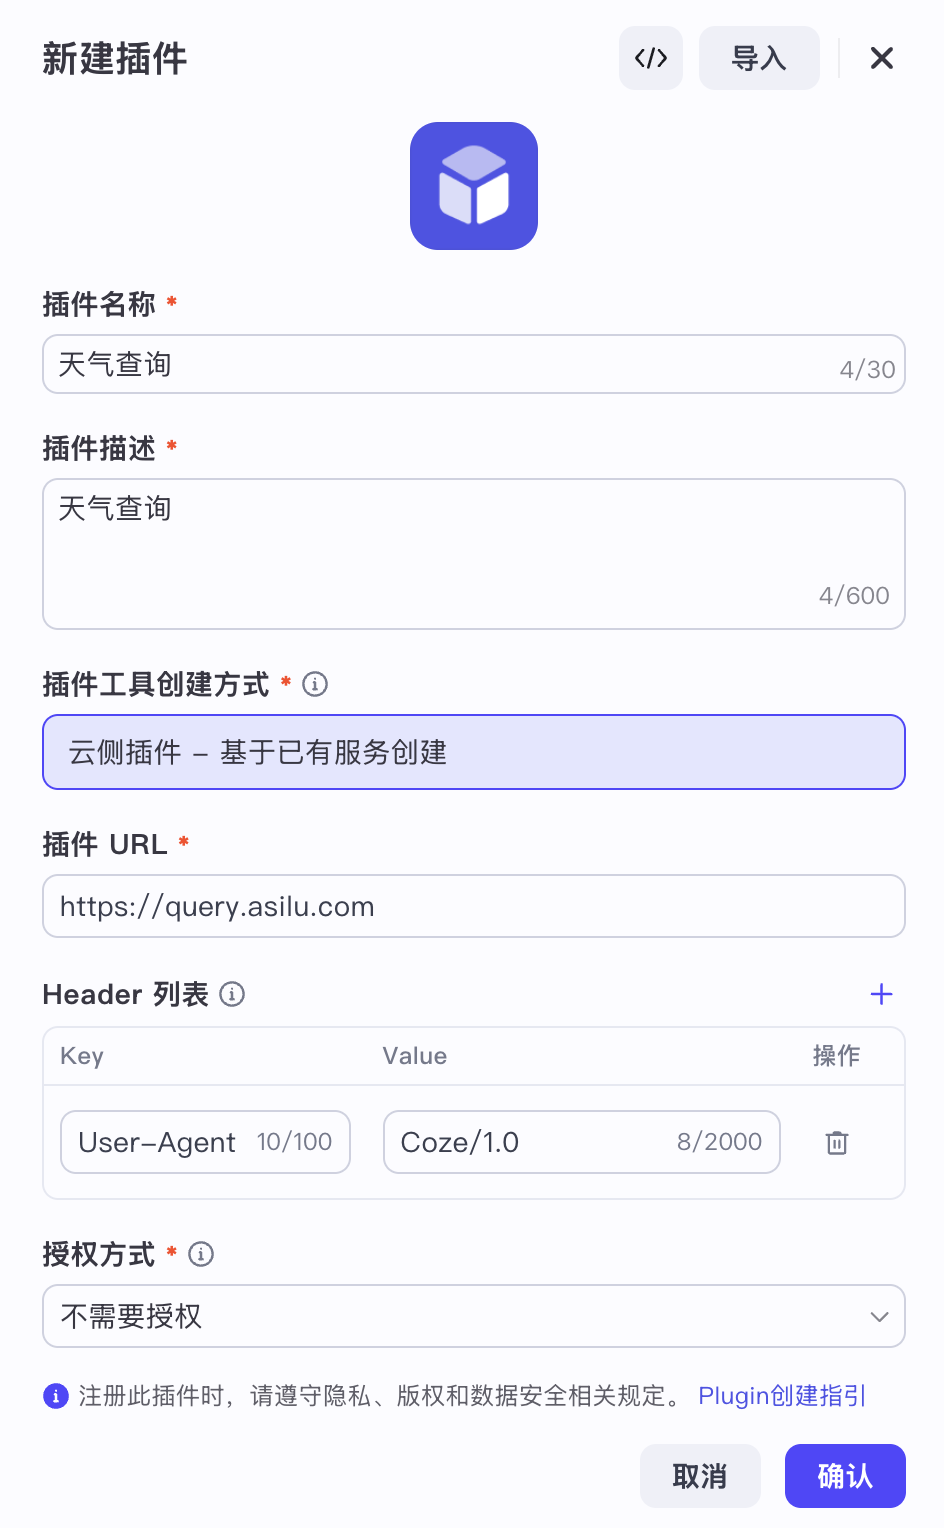 新建插件
</> 导入
插件名称 *
天气查询 4/30
插件描述 *
天气查询
4/600
插件工具创建方式 *
云侧插件 – 基于已有服务创建
插件 URL *
https://query.asilu.com
Header 列表
Key Value 操作
User-Agent 10/100 Coze/1.0 8/2000
授权方式 *
不需要授权
注册此插件时，请遵守隐私、版权和数据安全相关规定。 Plugin创建指引
取消 确认